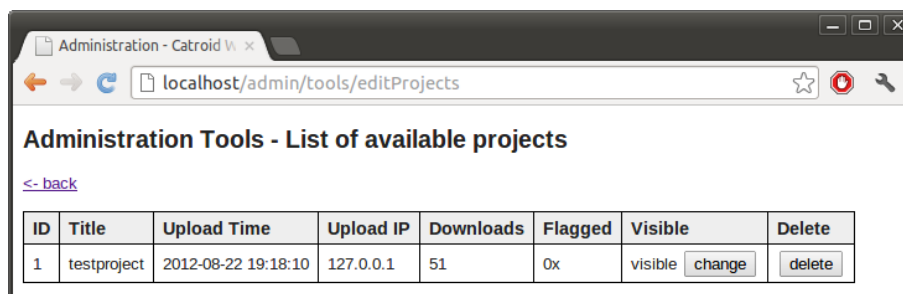 Administration - Catroid W
localhost/admin/tools/editProjects
Administration Tools - List of available projects
<- back
ID Title Upload Time Upload IP Downloads Flagged Visible Delete
1 testproject 2012-08-22 19:18:10 127.0.0.1 51 0x visible change delete